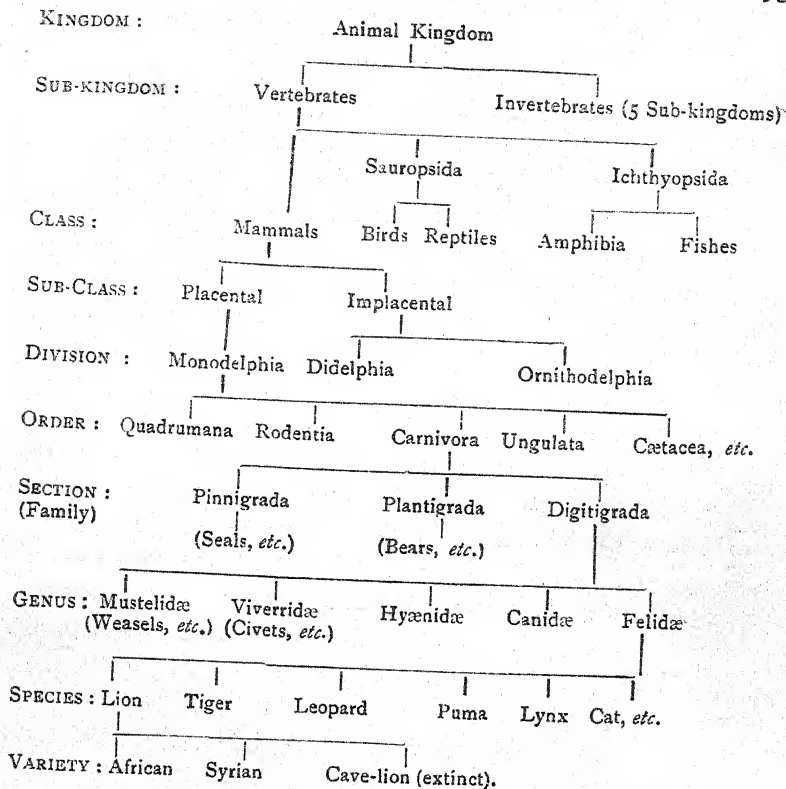 KINGDOM : Animal Kingdom
SUB-KINGDOM : Vertebrates Invertebrates (5 Sub-kingdoms)
Sauropsida Ichthyopsida
CLASS : Mammals Birds Reptiles Amphibia Fishes
SUB-CLASS : Placental Implacental
DIVISION : Monodelphia Didelphia Ornithodelphia
ORDER : Quadrumana Rodentia Carnivora Ungulata Cætacea, etc.
SECTION : Pinnigrada Plantigrada Digitigrada
(Family) (Seals, etc.) (Bears, etc.)
GENUS : Mustelidæ Viverridæ Hyænidæ Canidæ Felidæ
(Weasels, etc.) (Civets, etc.)
SPECIES : Lion Tiger Leopard Puma Lynx Cat, etc.
VARIETY : African Syrian Cave-lion (extinct).